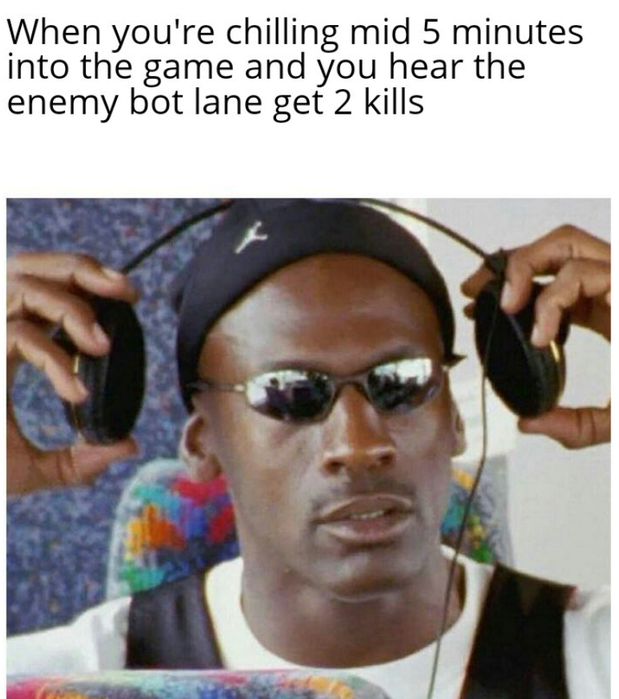 When you're chilling mid 5 minutes
into the game and you hear the
enemy bot lane get 2 kills